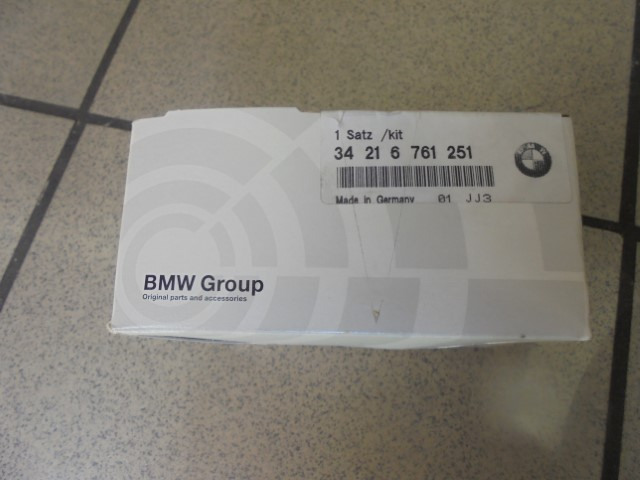 1 Satz /kit
34 21 6 761 251
BMW
Made in Germany 01 JJ3
BMW Group
Original parts and accessories